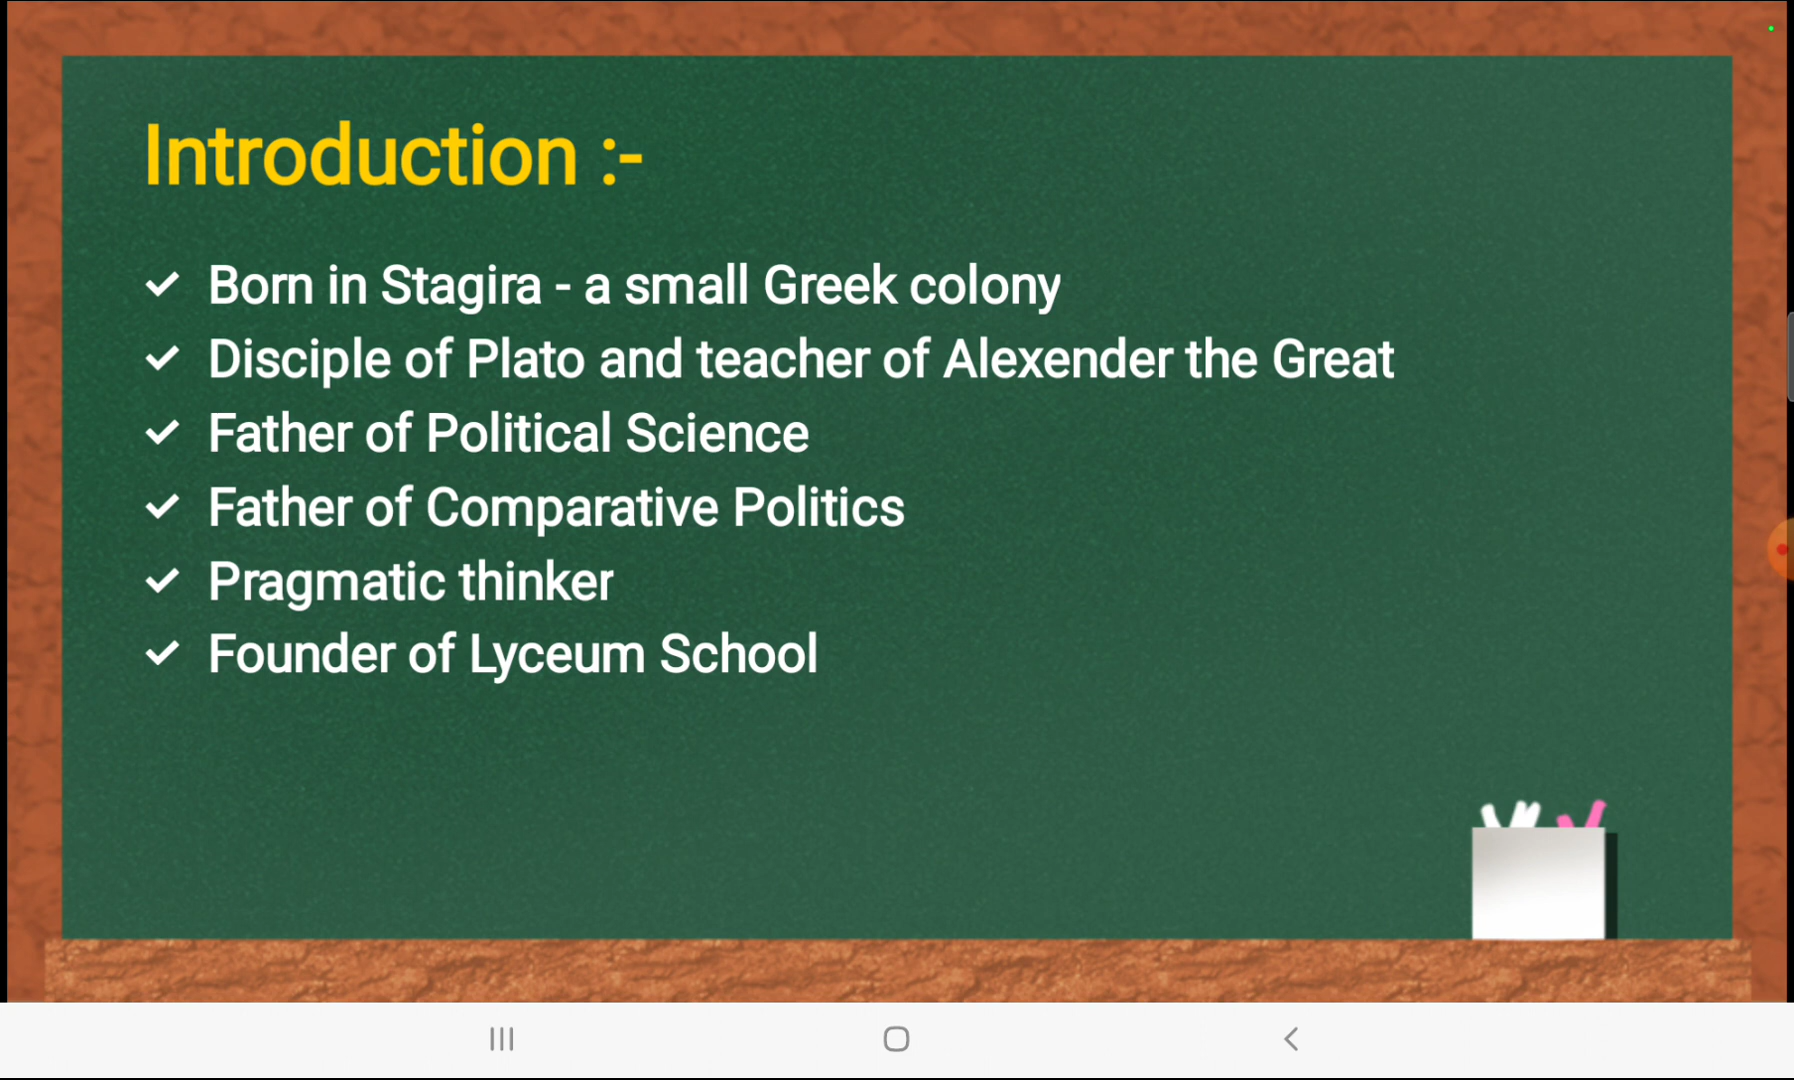 Introduction :-
✓ Born in Stagira - a small Greek colony
✓ Disciple of Plato and teacher of Alexender the Great
✓ Father of Political Science
✓ Father of Comparative Politics
✓ Pragmatic thinker
✓ Founder of Lyceum School